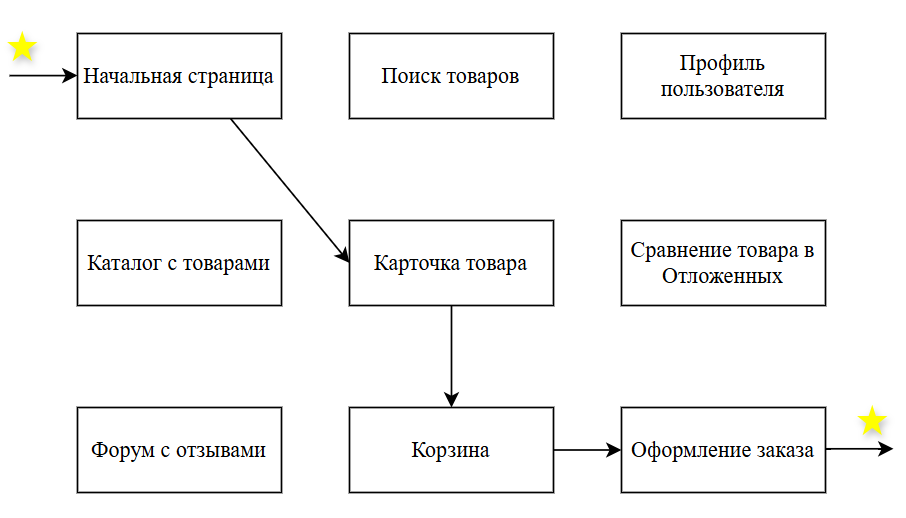 Начальная страница
Поиск товаров
Профиль
пользователя
Каталог с товарами
Карточка товара
Сравнение товара в
Отложенных
Форум с отзывами
Корзина
Оформление заказа